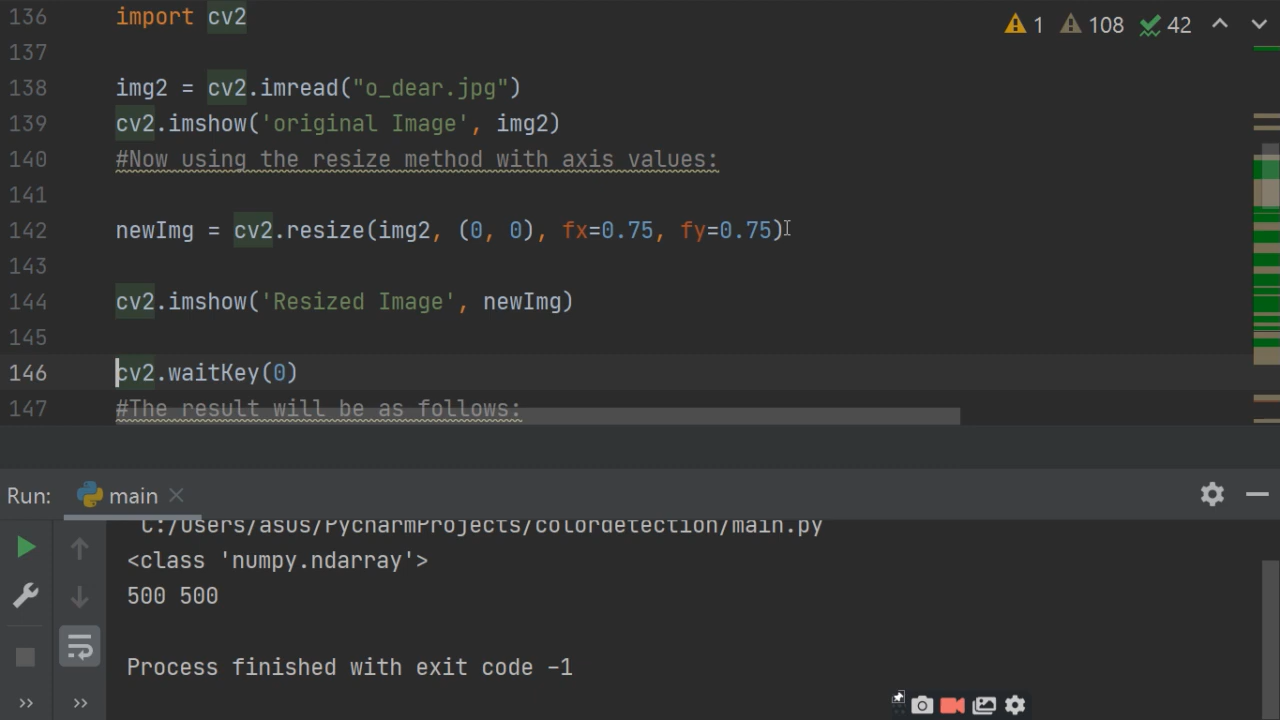 136 import cv2
1 108 42
137
138 img2 = cv2.imread("o_dear.jpg")
139 cv2.imshow('original Image', img2)
140 #Now using the resize method with axis values:
141
142 newImg = cv2.resize(img2, (0, 0), fx=0.75, fy=0.75)
143
144 cv2.imshow('Resized Image', newImg)
145
146 cv2.waitKey(0)
147 #The result will be as follows:
Run: main
C:/Users/asus/PycharmProjects/colordetection/main.py
<class 'numpy.ndarray'>
500 500
Process finished with exit code -1